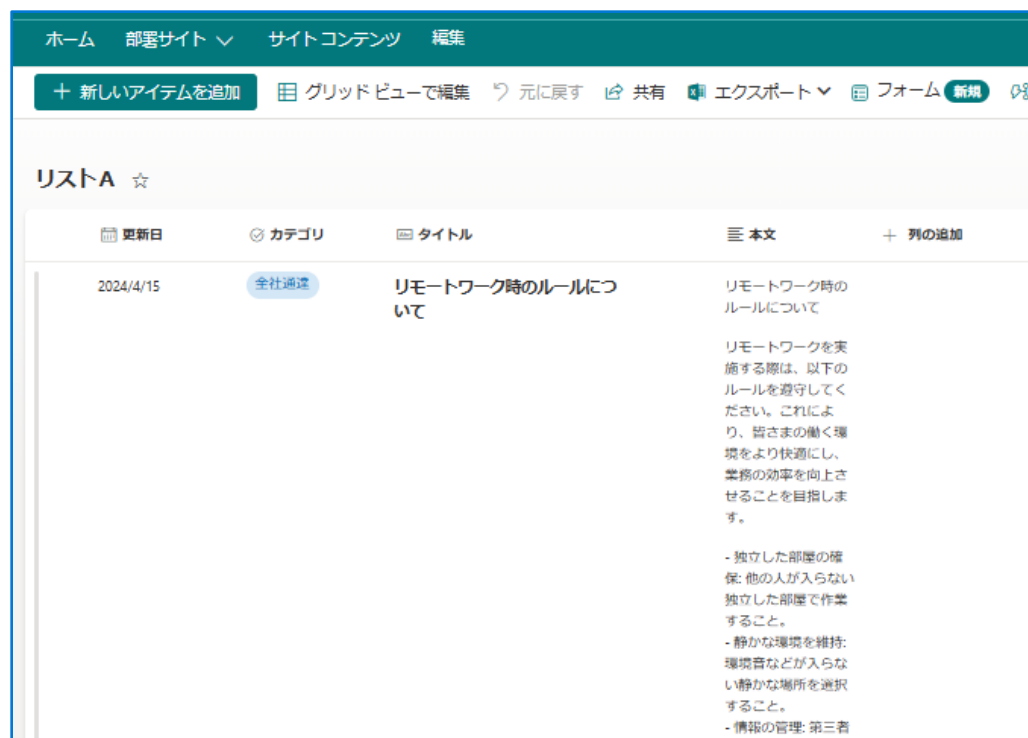 ホーム 部署サイト サイト コンテンツ 編集
新しいアイテムを追加 グリッド ビューで編集 元に戻す 共有 エクスポート フォーム 新規
リストA
更新日 カテゴリ タイトル 本文 列の追加
2024/4/15 全社通達 リモートワーク時のルールにつ
いて
リモートワーク時の
ルールについて
リモートワークを実
施する際は、以下の
ルールを遵守してく
ださい。これによ
り、皆さまの働く環
境をより快適にし、
業務の効率を向上さ
せることを目指しま
す。
- 独立した部屋の確
保: 他の人が入らない
独立した部屋で作業
すること。
- 静かな環境を維持:
環境音などが入らな
い静かな場所を選択
すること。
- 情報の管理: 第三者